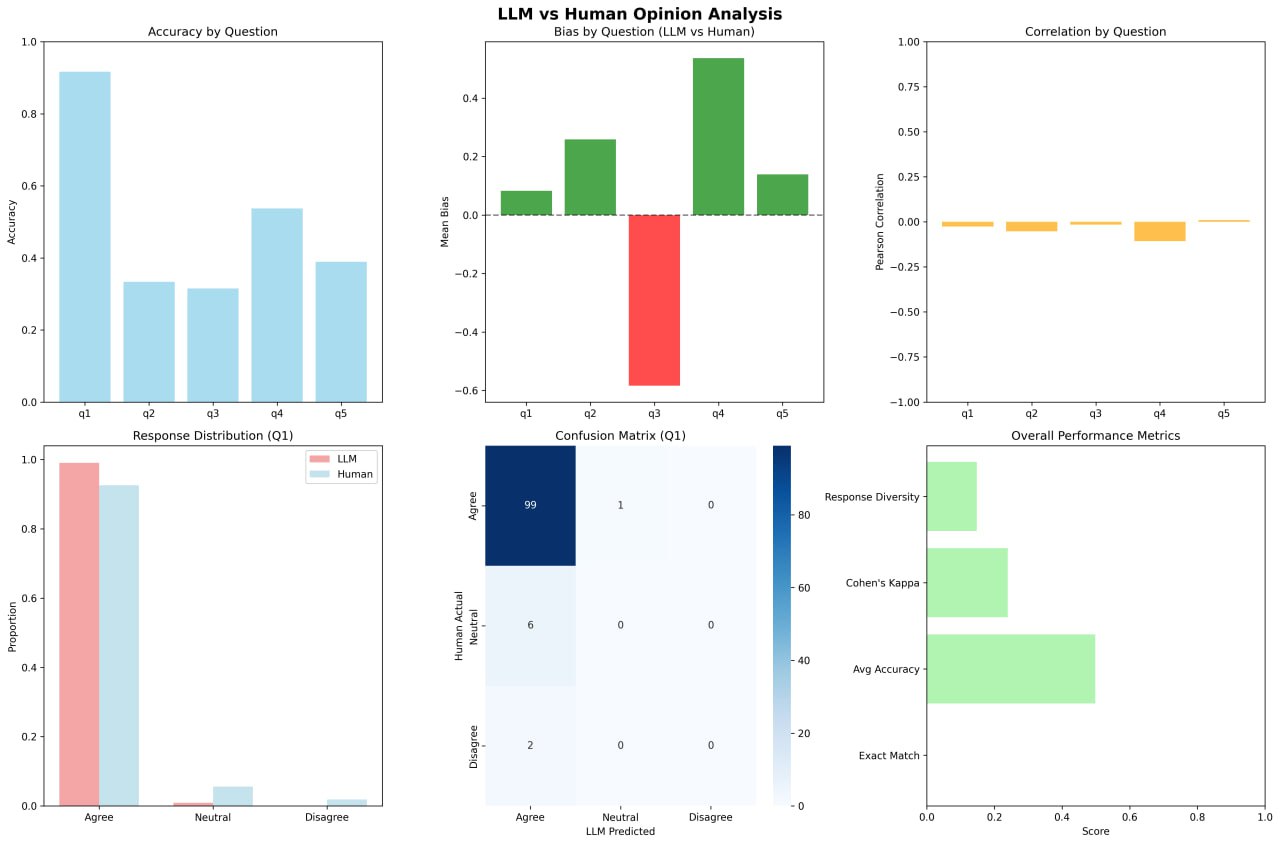 LLM vs Human Opinion Analysis
Accuracy by Question
Accuracy
1.0
0.8
0.6
0.4
0.2
0.0
q1 q2 q3 q4 q5
Bias by Question (LLM vs Human)
Mean Bias
0.4
0.2
0.0
−0.2
−0.4
−0.6
q1 q2 q3 q4 q5
Correlation by Question
Pearson Correlation
1.00
0.75
0.50
0.25
0.00
−0.25
−0.50
−0.75
−1.00
q1 q2 q3 q4 q5
Response Distribution (Q1)
LLM
Human
Proportion
1.0
0.8
0.6
0.4
0.2
0.0
Agree Neutral Disagree
Confusion Matrix (Q1)
Human Actual
Agree
Neutral
Disagree
99 1 0
6 0 0
2 0 0
Agree Neutral Disagree
LLM Predicted
80
60
40
20
0
Overall Performance Metrics
Response Diversity
Cohen's Kappa
Avg Accuracy
Exact Match
0.0 0.2 0.4 0.6 0.8 1.0
Score